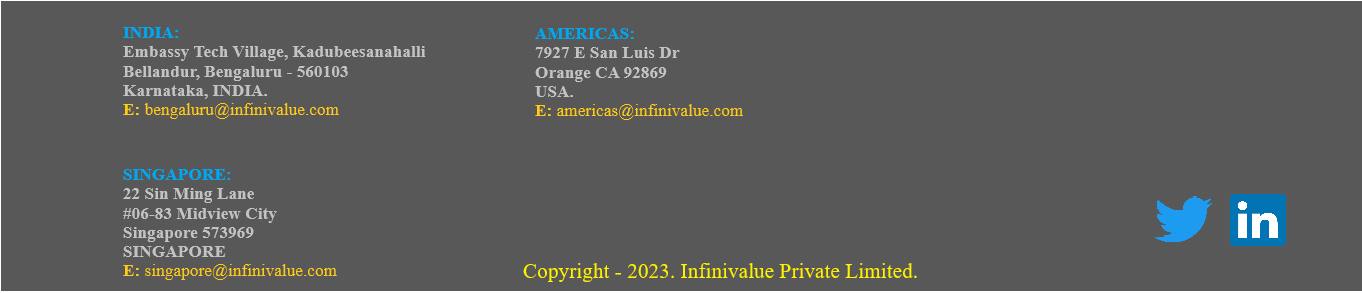 INDIA:
Embassy Tech Village, Kadubeesanahalli
Bellandur, Bengaluru - 560103
Karnataka, INDIA.
E: bengaluru@infinivalue.com
AMERICAS:
7927 E San Luis Dr
Orange CA 92869
USA.
E: americas@infinivalue.com
SINGAPORE:
22 Sin Ming Lane
#06-83 Midview City
Singapore 573969
SINGAPORE
E: singapore@infinivalue.com
in
Copyright - 2023. Infinivalue Private Limited.